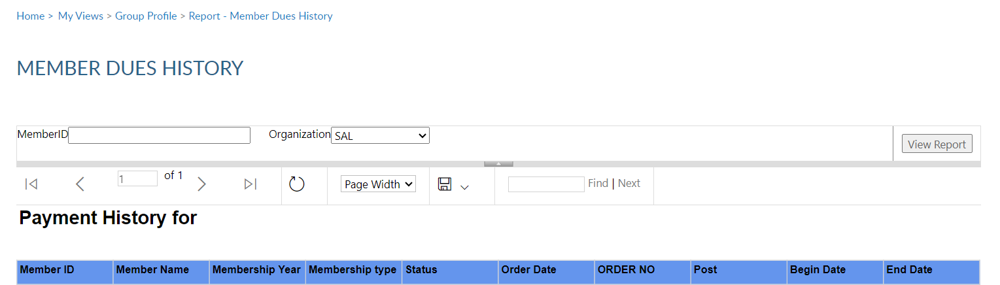 Home > My Views > Group Profile > Report - Member Dues History
MEMBER DUES HISTORY
MemberID Organization SAL View Report
1 of 1 Page Width Find | Next
Payment History for
Member ID Member Name Membership Year Membership type Status Order Date ORDER NO Post Begin Date End Date